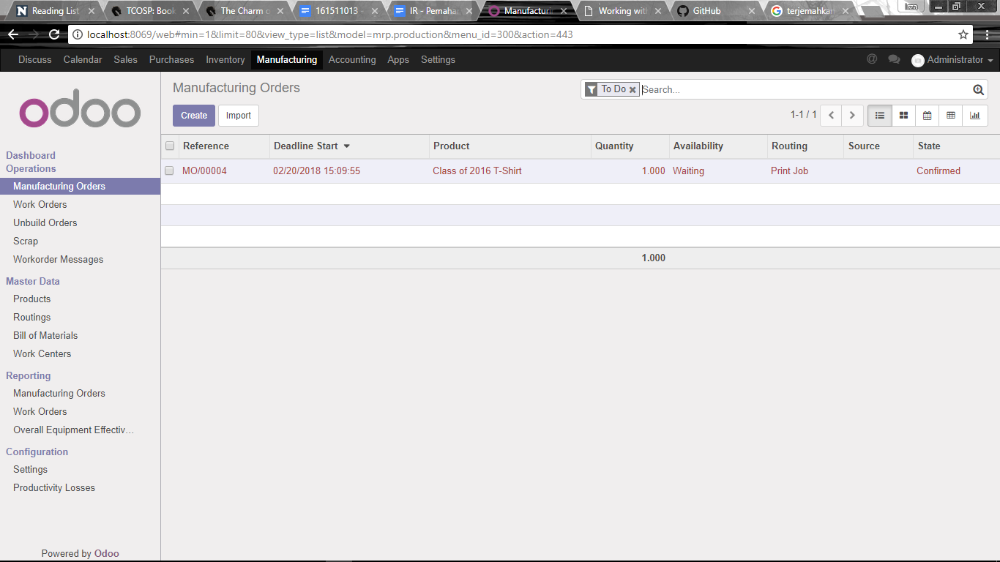 Reading List
TCOSP: Book
The Charm o
161511013 -
IR - Pemaha
Manufacturi
Working wit
GitHub
terjemahka
liza
localhost:8069/web#min=1&limit=80&view_type=list&model=mrp.production&menu_id=300&action=443
Discuss Calendar Sales Purchases Inventory Manufacturing Accounting Apps Settings
Administrator
odoo
Manufacturing Orders
To Do
Search...
Create Import
1-1 / 1
Dashboard
Operations
Manufacturing Orders
Work Orders
Unbuild Orders
Scrap
Workorder Messages
Master Data
Products
Routings
Bill of Materials
Work Centers
Reporting
Manufacturing Orders
Work Orders
Overall Equipment Effectiv…
Configuration
Settings
Productivity Losses
Powered by Odoo
Reference Deadline Start Product Quantity Availability Routing Source State
MO/00004 02/20/2018 15:09:55 Class of 2016 T-Shirt 1.000 Waiting Print Job Confirmed
1.000